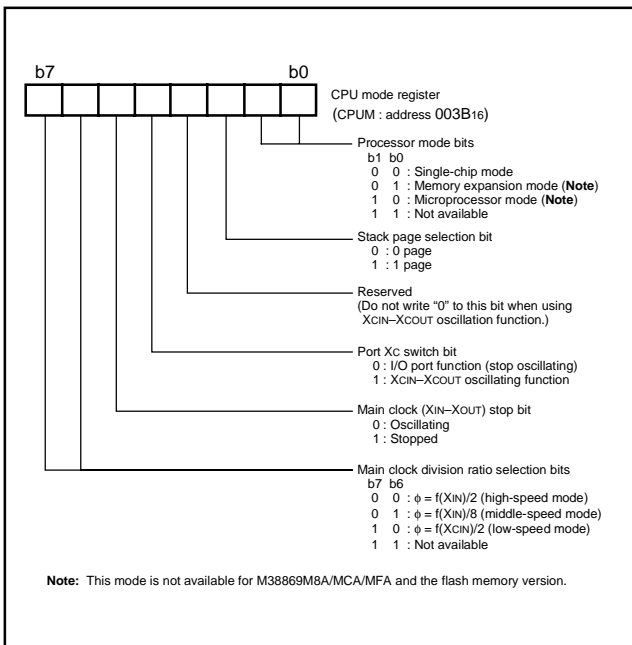 b7 b0
CPU mode register
(CPUM : address 003B16)
Processor mode bits
b1 b0
0 0 : Single-chip mode
0 1 : Memory expansion mode (Note)
1 0 : Microprocessor mode (Note)
1 1 : Not available
Stack page selection bit
0 : 0 page
1 : 1 page
Reserved
(Do not write “0” to this bit when using
XCIN–XCOUT oscillation function.)
Port XC switch bit
0 : I/O port function (stop oscillating)
1 : XCIN–XCOUT oscillating function
Main clock (XIN–XOUT) stop bit
0 : Oscillating
1 : Stopped
Main clock division ratio selection bits
b7 b6
0 0 : φ = f(XIN)/2 (high-speed mode)
0 1 : φ = f(XIN)/8 (middle-speed mode)
1 0 : φ = f(XCIN)/2 (low-speed mode)
1 1 : Not available
Note: This mode is not available for M38869M8A/MCA/MFA and the flash memory version.